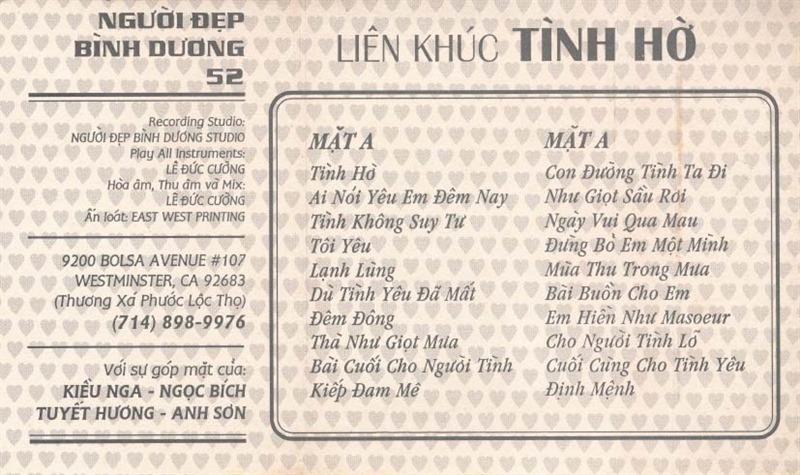 NGƯỜI ĐẸP
BÌNH DƯƠNG
52
Recording Studio:
NGƯỜI ĐẸP BÌNH DƯƠNG STUDIO
Play All Instruments:
LÊ ĐỨC CƯỜNG
Hòa âm, Thu âm và Mix:
LÊ ĐỨC CƯỜNG
Ấn loát: EAST WEST PRINTING
9200 BOLSA AVENUE #107
WESTMINSTER, CA 92683
(Thương Xá Phước Lộc Thọ)
(714) 898-9976
Với sự góp mặt của:
KIỀU NGA - NGỌC BÍCH
TUYẾT HƯƠNG - ANH SƠN
LIÊN KHÚC TÌNH HỜ
MẶT A
Tình Hờ
Ai Nói Yêu Em Đêm Nay
Tình Không Suy Tư
Tôi Yêu
Lạnh Lùng
Dù Tình Yêu Đã Mất
Đêm Đông
Thà Như Giọt Mưa
Bài Cuối Cho Người Tình
Kiếp Đam Mê
MẶT A
Con Đường Tình Ta Đi
Như Giọt Sầu Rơi
Ngày Vui Qua Mau
Đừng Bỏ Em Một Mình
Mùa Thu Trong Mưa
Bài Buồn Cho Em
Em Hiền Như Masoeur
Cho Người Tình Lỡ
Cuối Cùng Cho Tình Yêu
Định Mệnh